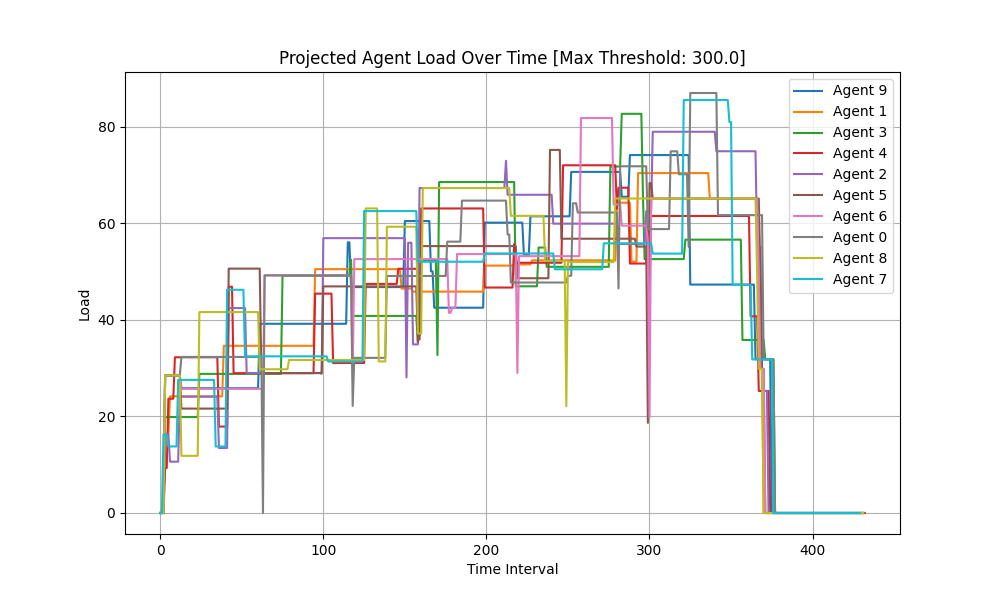 Projected Agent Load Over Time [Max Threshold: 300.0]
Load
80
60
40
20
0
0 100 200 300 400
Time Interval
Agent 9
Agent 1
Agent 3
Agent 4
Agent 2
Agent 5
Agent 6
Agent 0
Agent 8
Agent 7